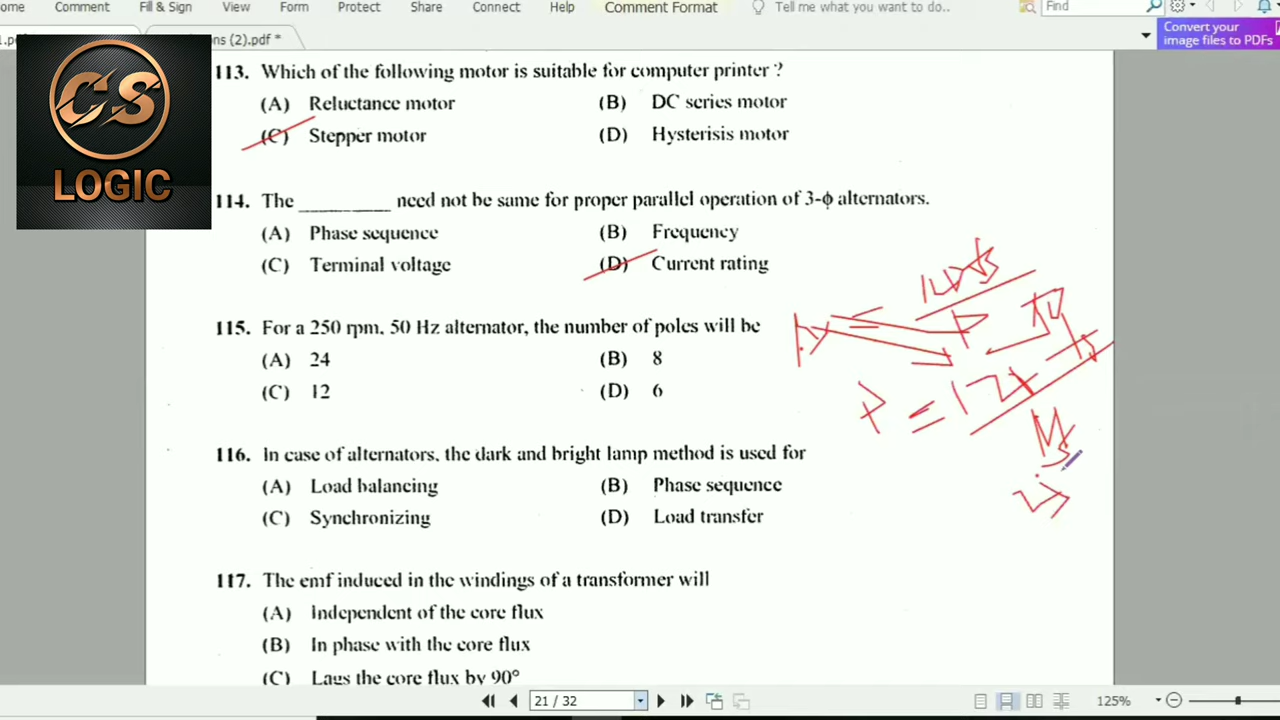 ome Comment Fill & Sign View Form Protect Share Connect Help Comment Format Tell me what you want to do.. Find
1.p ons (2).pdf * Convert your
image files to PDFs
CS
LOGIC
113. Which of the following motor is suitable for computer printer ?
(A) Reluctance motor (B) DC series motor
(C) Stepper motor (D) Hysterisis motor
114. The ________ need not be same for proper parallel operation of 3-ϕ alternators.
(A) Phase sequence (B) Frequency
(C) Terminal voltage (D) Current rating
115. For a 250 rpm, 50 Hz alternator, the number of poles will be
(A) 24 (B) 8
(C) 12 (D) 6
116. In case of alternators, the dark and bright lamp method is used for
(A) Load balancing (B) Phase sequence
(C) Synchronizing (D) Load transfer
117. The emf induced in the windings of a transformer will
(A) Independent of the core flux
(B) In phase with the core flux
(C) Lags the core flux by 90°
21 / 32 125%